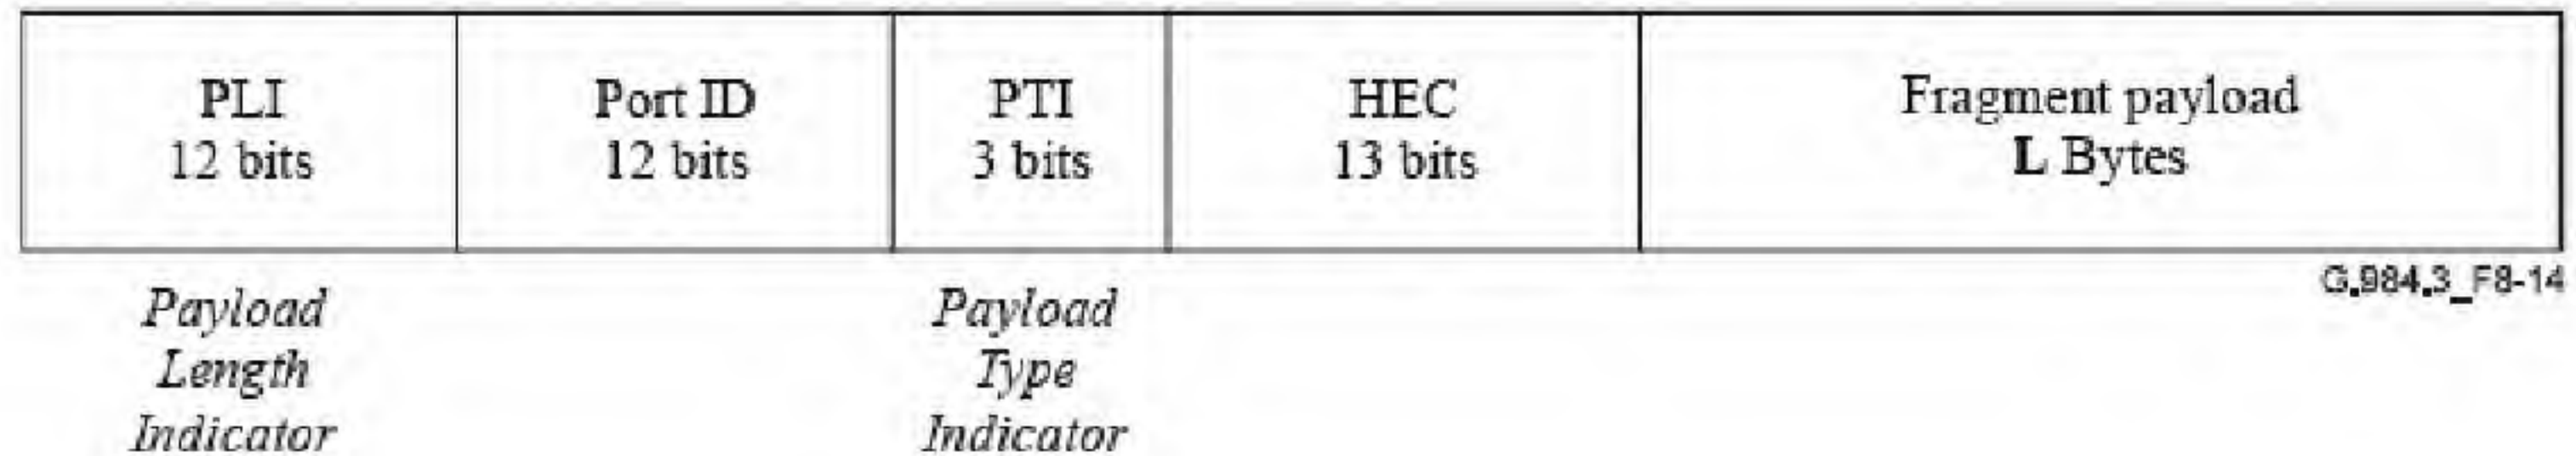 PLI
12 bits
Port ID
12 bits
PTI
3 bits
HEC
13 bits
Fragment payload
L Bytes
G.984.3_F8-14
Payload
Length
Indicator
Payload
Type
Indicator